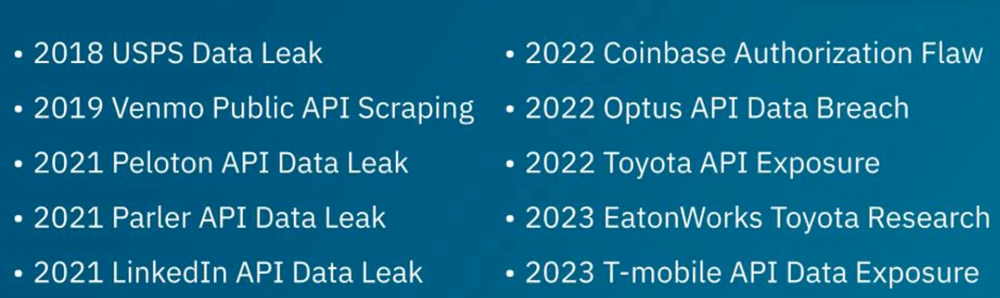 • 2018 USPS Data Leak
• 2019 Venmo Public API Scraping
• 2021 Peloton API Data Leak
• 2021 Parler API Data Leak
• 2021 LinkedIn API Data Leak
• 2022 Coinbase Authorization Flaw
• 2022 Optus API Data Breach
• 2022 Toyota API Exposure
• 2023 EatonWorks Toyota Research
• 2023 T-mobile API Data Exposure